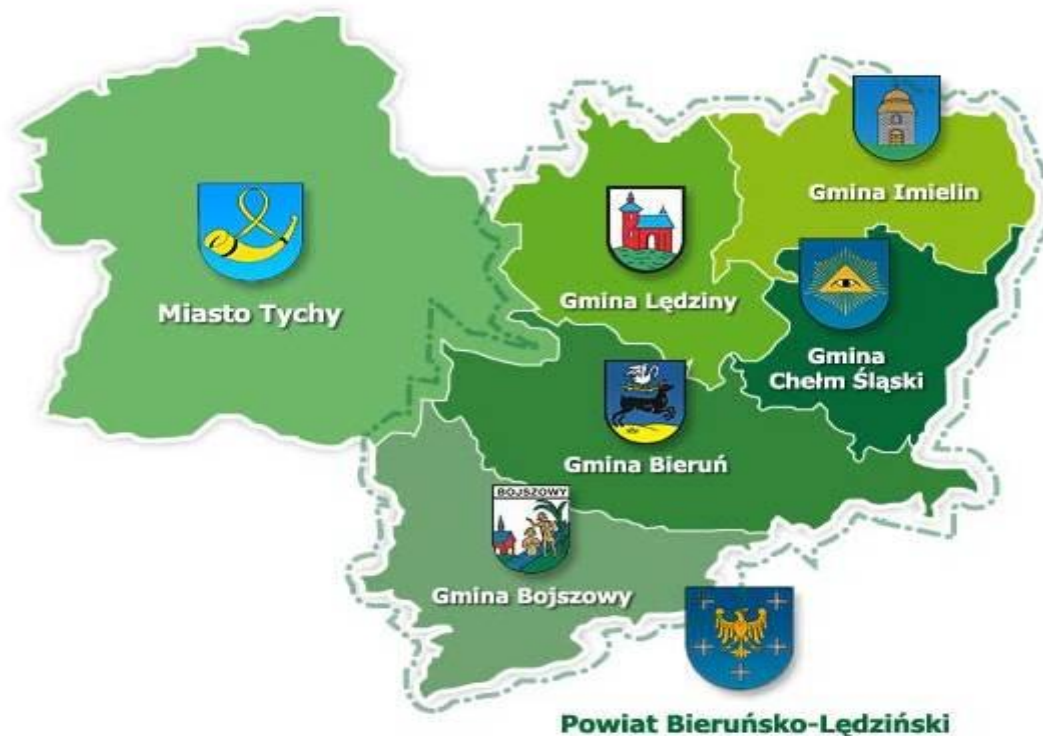 Gmina Imielin
Gmina Lędziny
Miasto Tychy
Gmina
Chełm Śląski
Gmina Bieruń
BOJSZOWY
Gmina Bojszowy
Powiat Bieruńsko-Lędziński